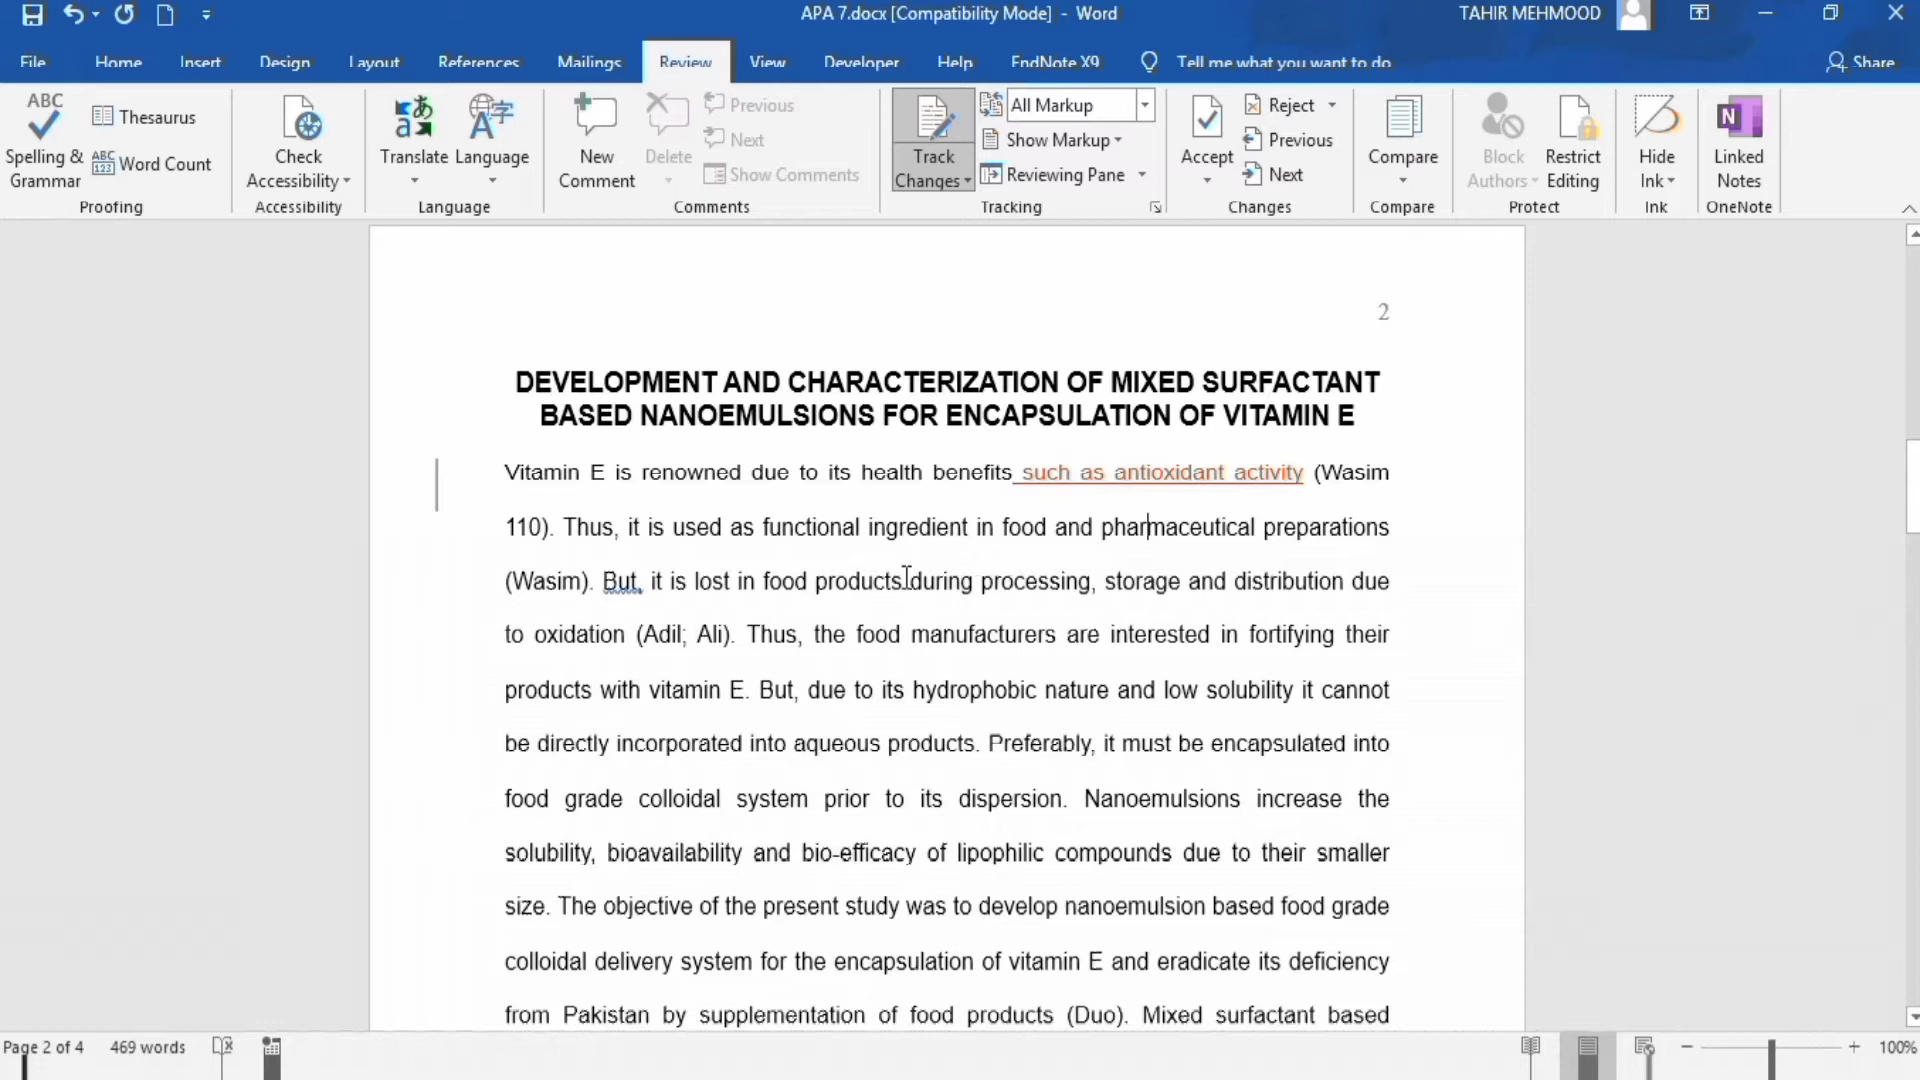 APA 7.docx [Compatibility Mode] - Word
TAHIR MEHMOOD
File Home Insert Design Layout References Mailings Review View Developer Help EndNote X9 Tell me what you want to do Share
ABC
Spelling &
Grammar
Thesaurus
ABC
123
Word Count
Proofing
Check
Accessibility
Accessibility
Translate
Language
Language
New
Comment
Delete
Previous
Next
Show Comments
Comments
Track
Changes
All Markup
Show Markup
Reviewing Pane
Tracking
Accept
Reject
Previous
Next
Changes
Compare
Compare
Block
Authors
Restrict
Editing
Protect
Hide
Ink
Ink
N
Linked
Notes
OneNote
2
DEVELOPMENT AND CHARACTERIZATION OF MIXED SURFACTANT
BASED NANOEMULSIONS FOR ENCAPSULATION OF VITAMIN E
Vitamin E is renowned due to its health benefits such as antioxidant activity (Wasim
110). Thus, it is used as functional ingredient in food and pharmaceutical preparations
(Wasim). But, it is lost in food products during processing, storage and distribution due
to oxidation (Adil; Ali). Thus, the food manufacturers are interested in fortifying their
products with vitamin E. But, due to its hydrophobic nature and low solubility it cannot
be directly incorporated into aqueous products. Preferably, it must be encapsulated into
food grade colloidal system prior to its dispersion. Nanoemulsions increase the
solubility, bioavailability and bio-efficacy of lipophilic compounds due to their smaller
size. The objective of the present study was to develop nanoemulsion based food grade
colloidal delivery system for the encapsulation of vitamin E and eradicate its deficiency
from Pakistan by supplementation of food products (Duo). Mixed surfactant based
Page 2 of 4 469 words 100%